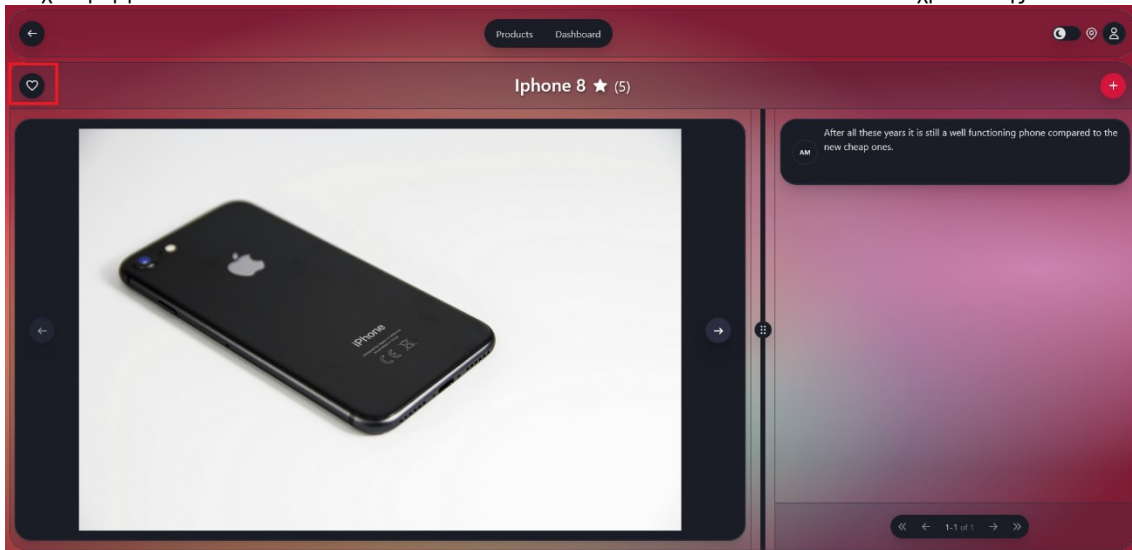 Products Dashboard
Iphone 8 ★ (5)
After all these years it is still a well functioning phone compared to the
new cheap ones.
AM
iPhone
1-1 of 1